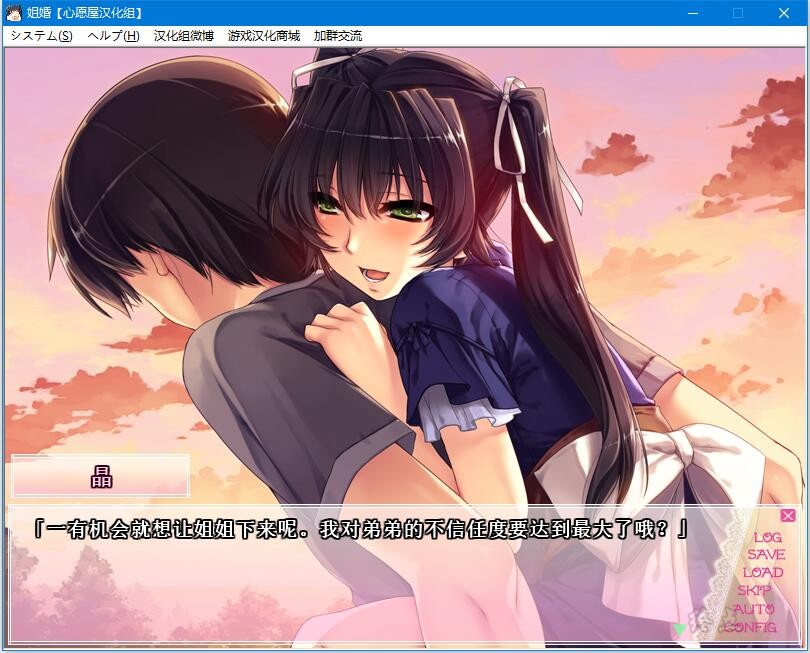 姐婚【心愿屋汉化组】
システム(S) ヘルプ(H) 汉化组微博 游戏汉化商城 加群交流
晶
「一有机会就想让姐姐下来呢。我对弟弟的不信任度要达到最大了哦？」
LOG
SAVE
LOAD
SKIP
AUTO
CONFIG